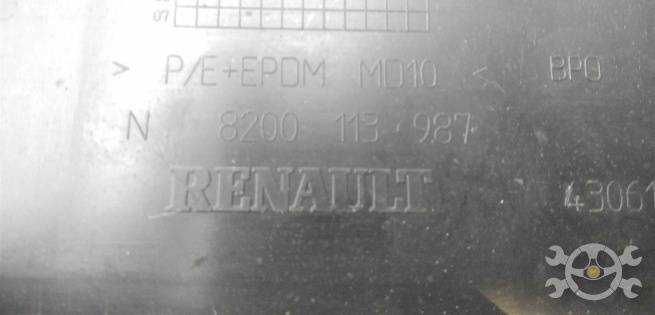 > P/E+EPDM MD10 < BPO
N 8200 113 987
RENAULT
43061